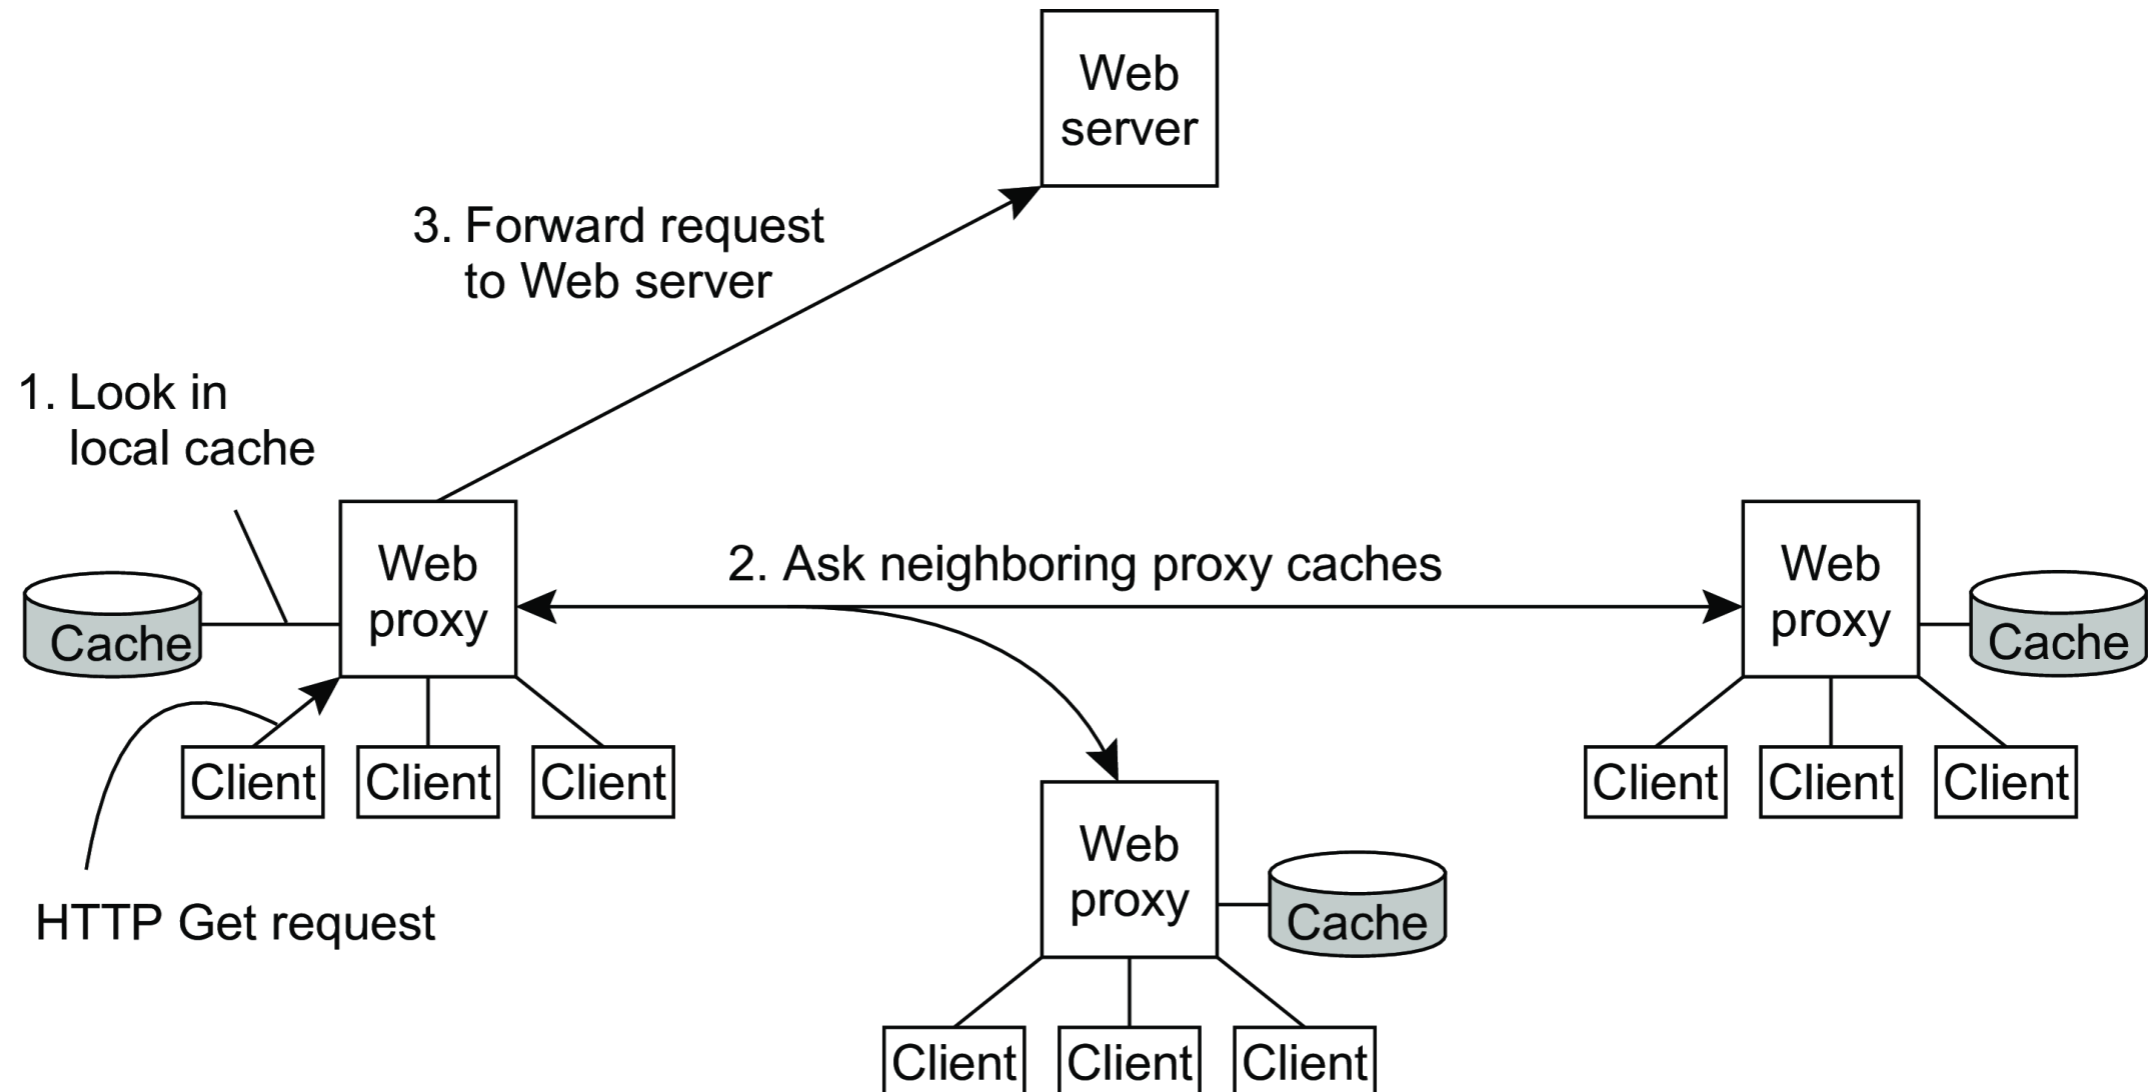 Web
server
3. Forward request
to Web server
1. Look in
local cache
Web
proxy
Cache
2. Ask neighboring proxy caches
Web
proxy
Cache
Client
Client
Client
Client
Client
Client
HTTP Get request
Web
proxy
Cache
Client
Client
Client